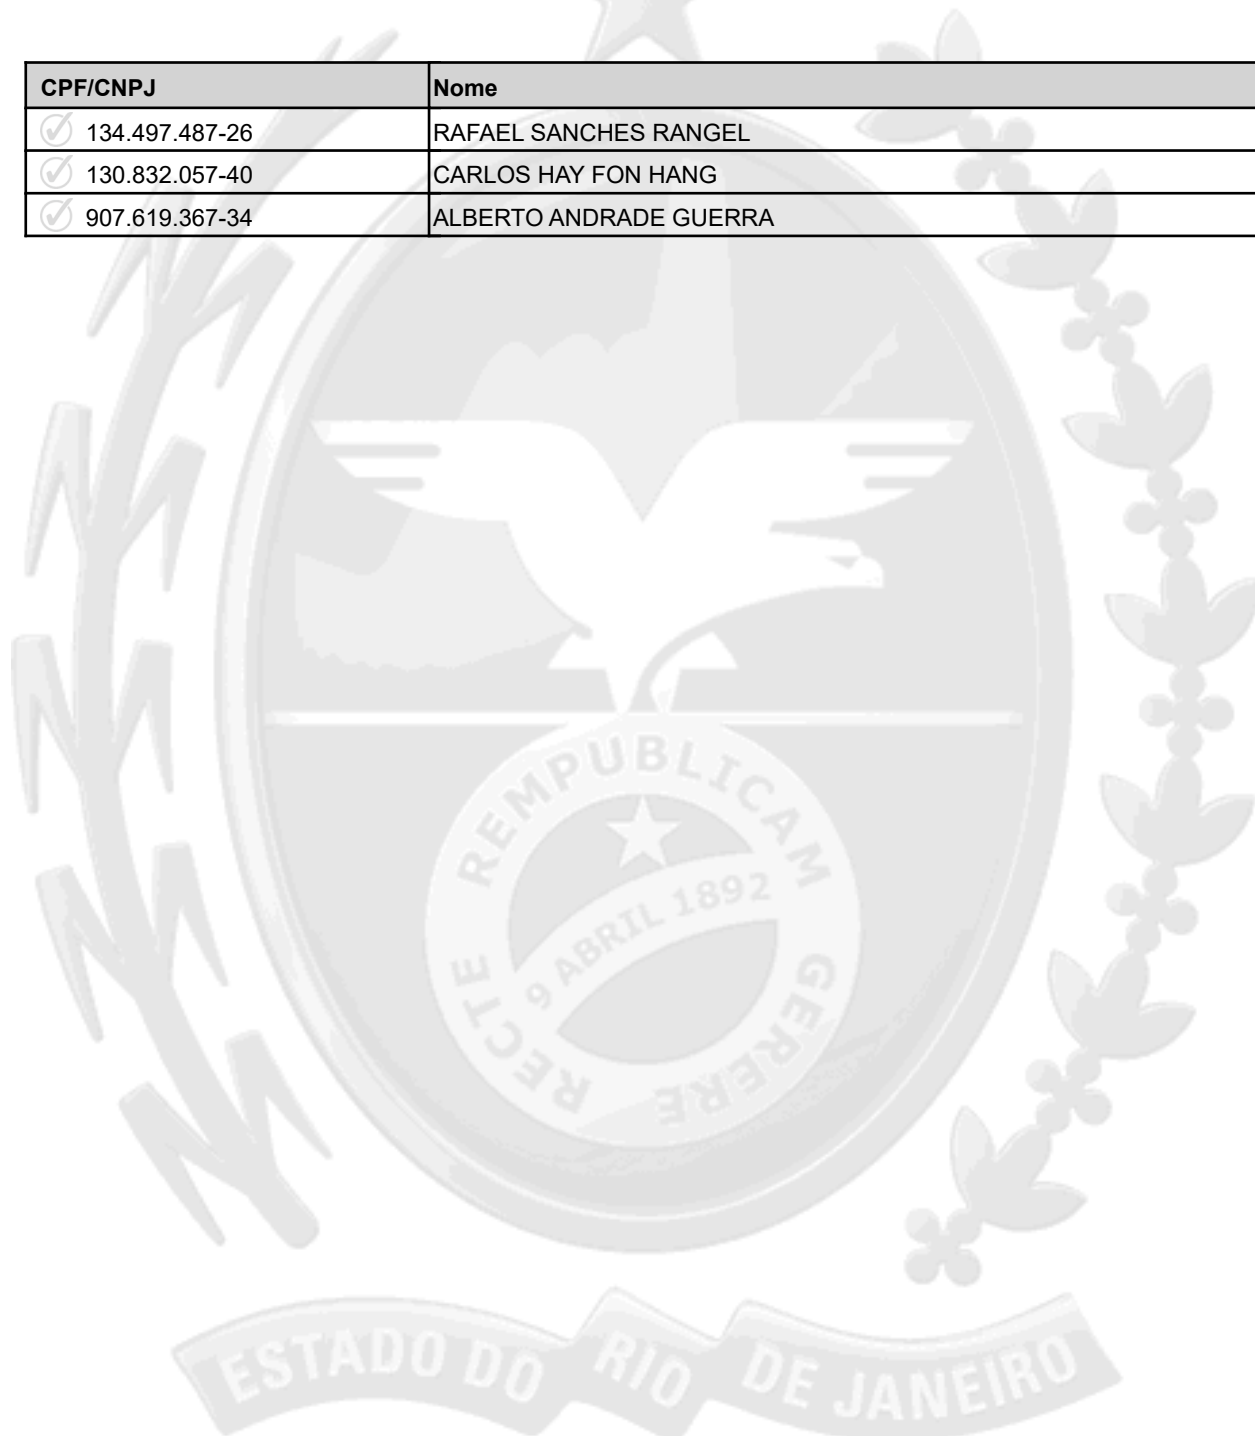 CPF/CNPJ Nome
134.497.487-26 RAFAEL SANCHES RANGEL
130.832.057-40 CARLOS HAY FON HANG
907.619.367-34 ALBERTO ANDRADE GUERRA
RECTE REMPUBLICAM GERERE
9 ABRIL 1892
ESTADO DO RIO DE JANEIRO